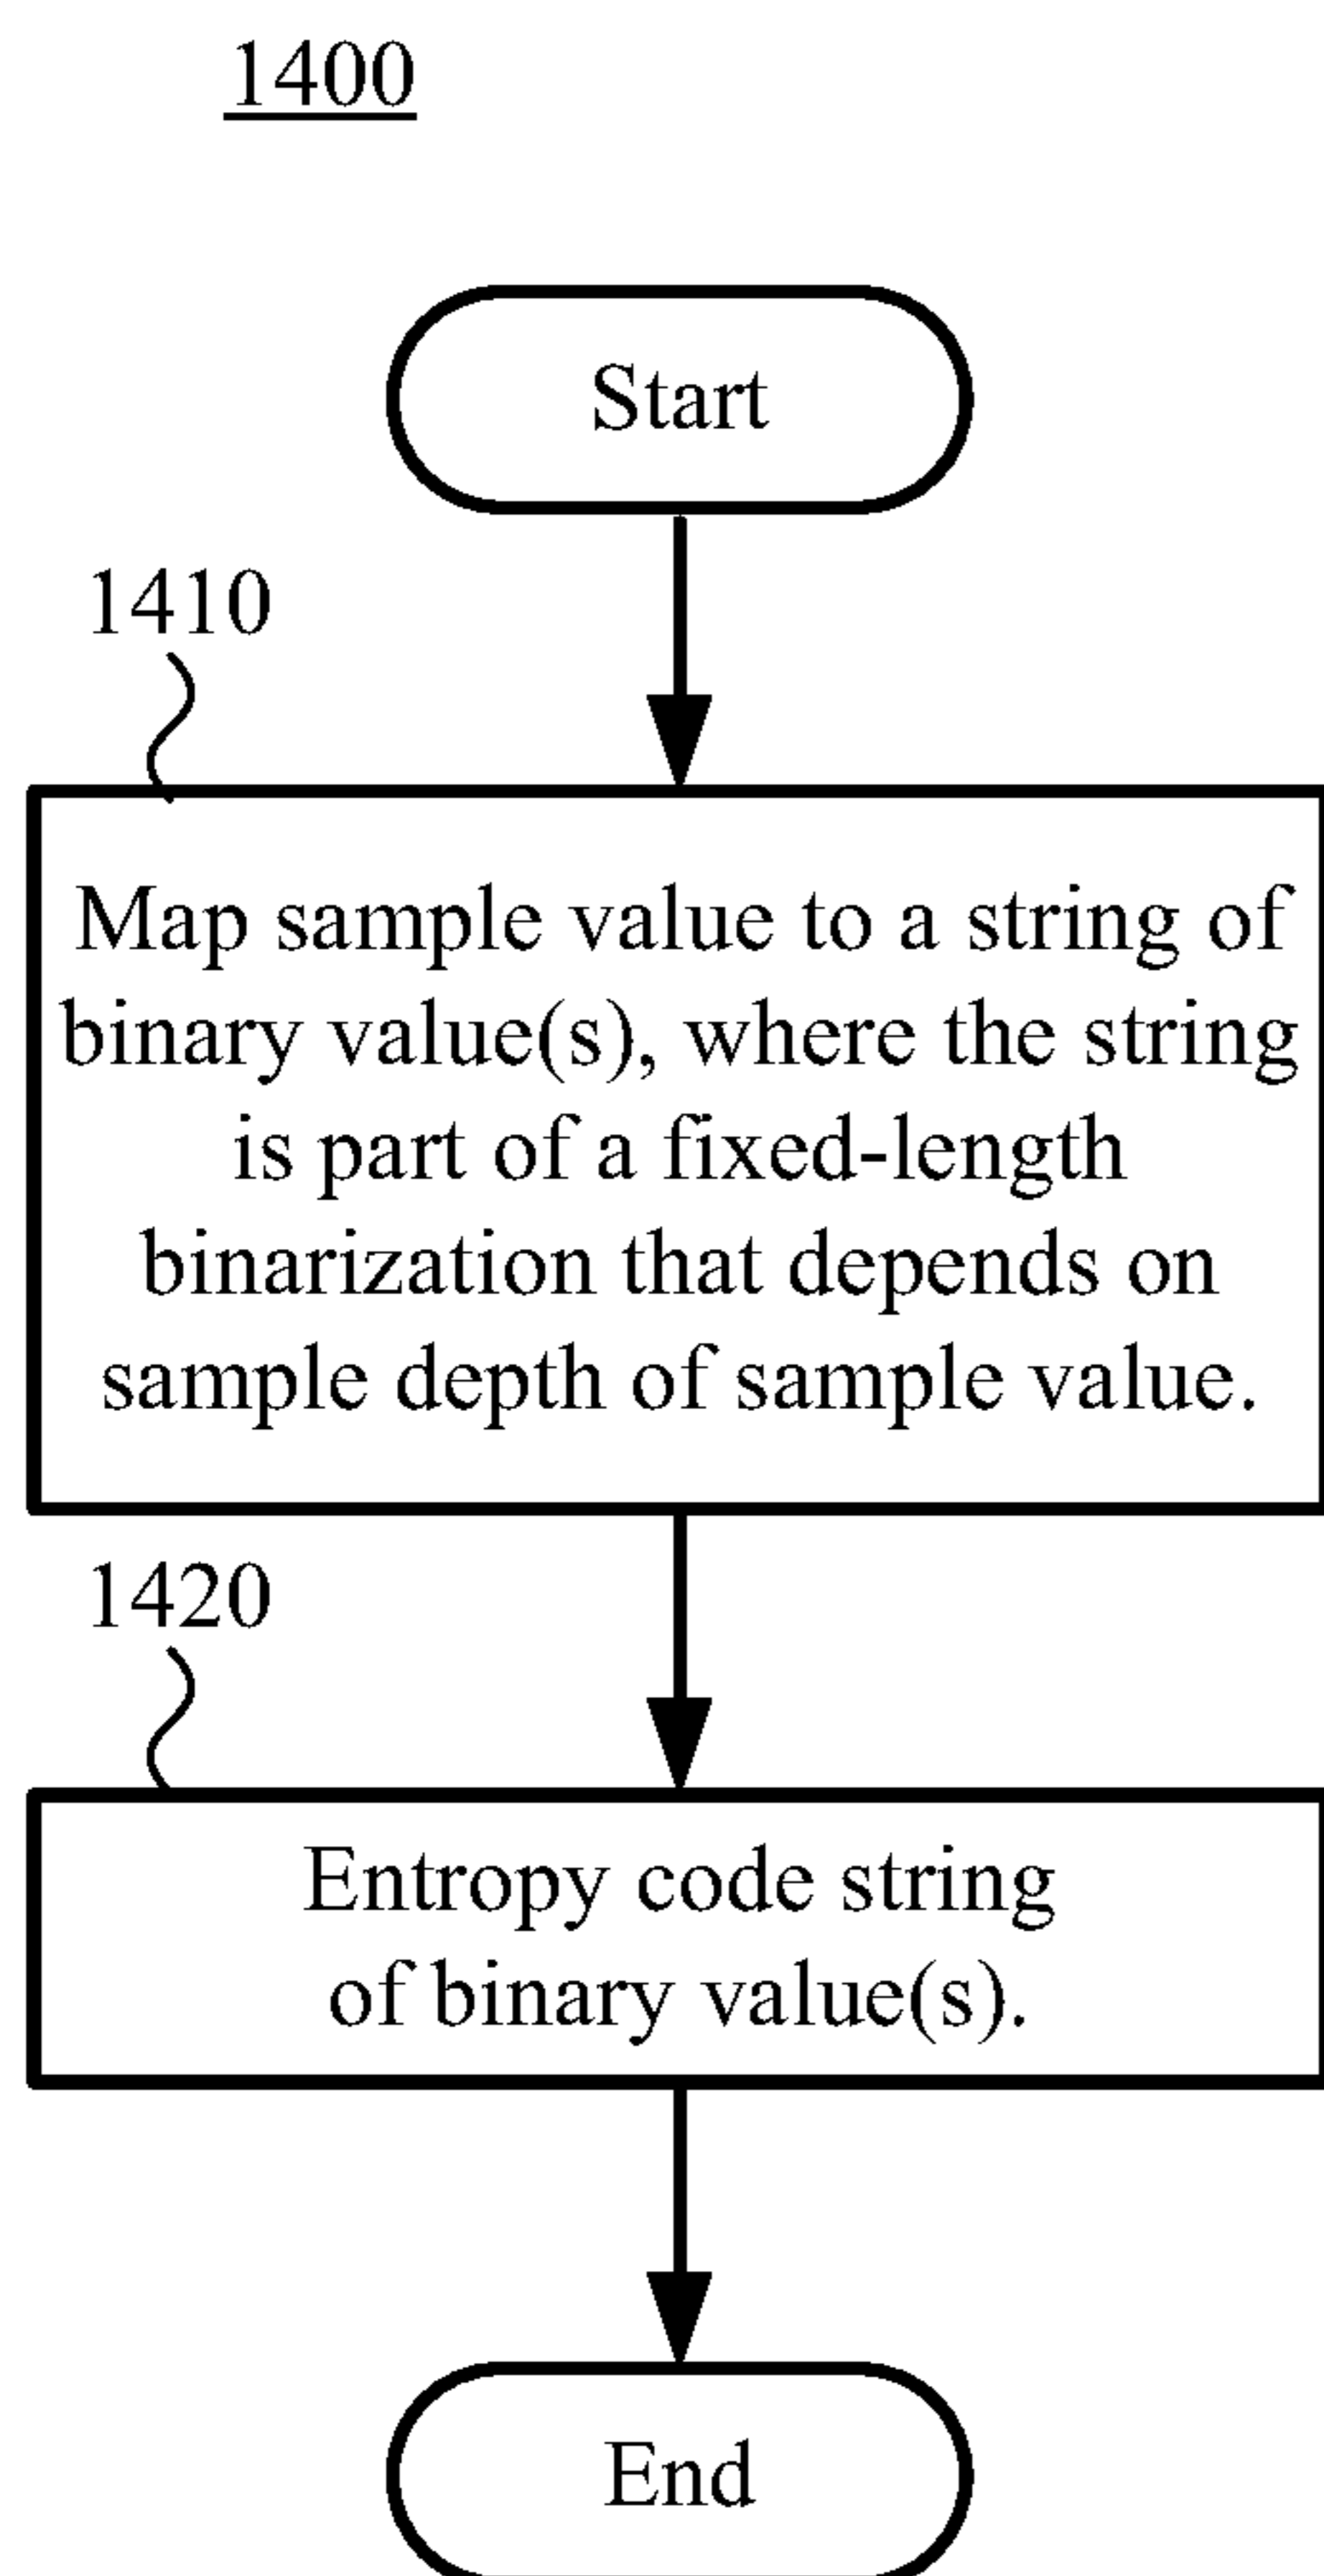 1400
Start
1410
Map sample value to a string of
binary value(s), where the string
is part of a fixed-length
binarization that depends on
sample depth of sample value.
1420
Entropy code string
of binary value(s).
End